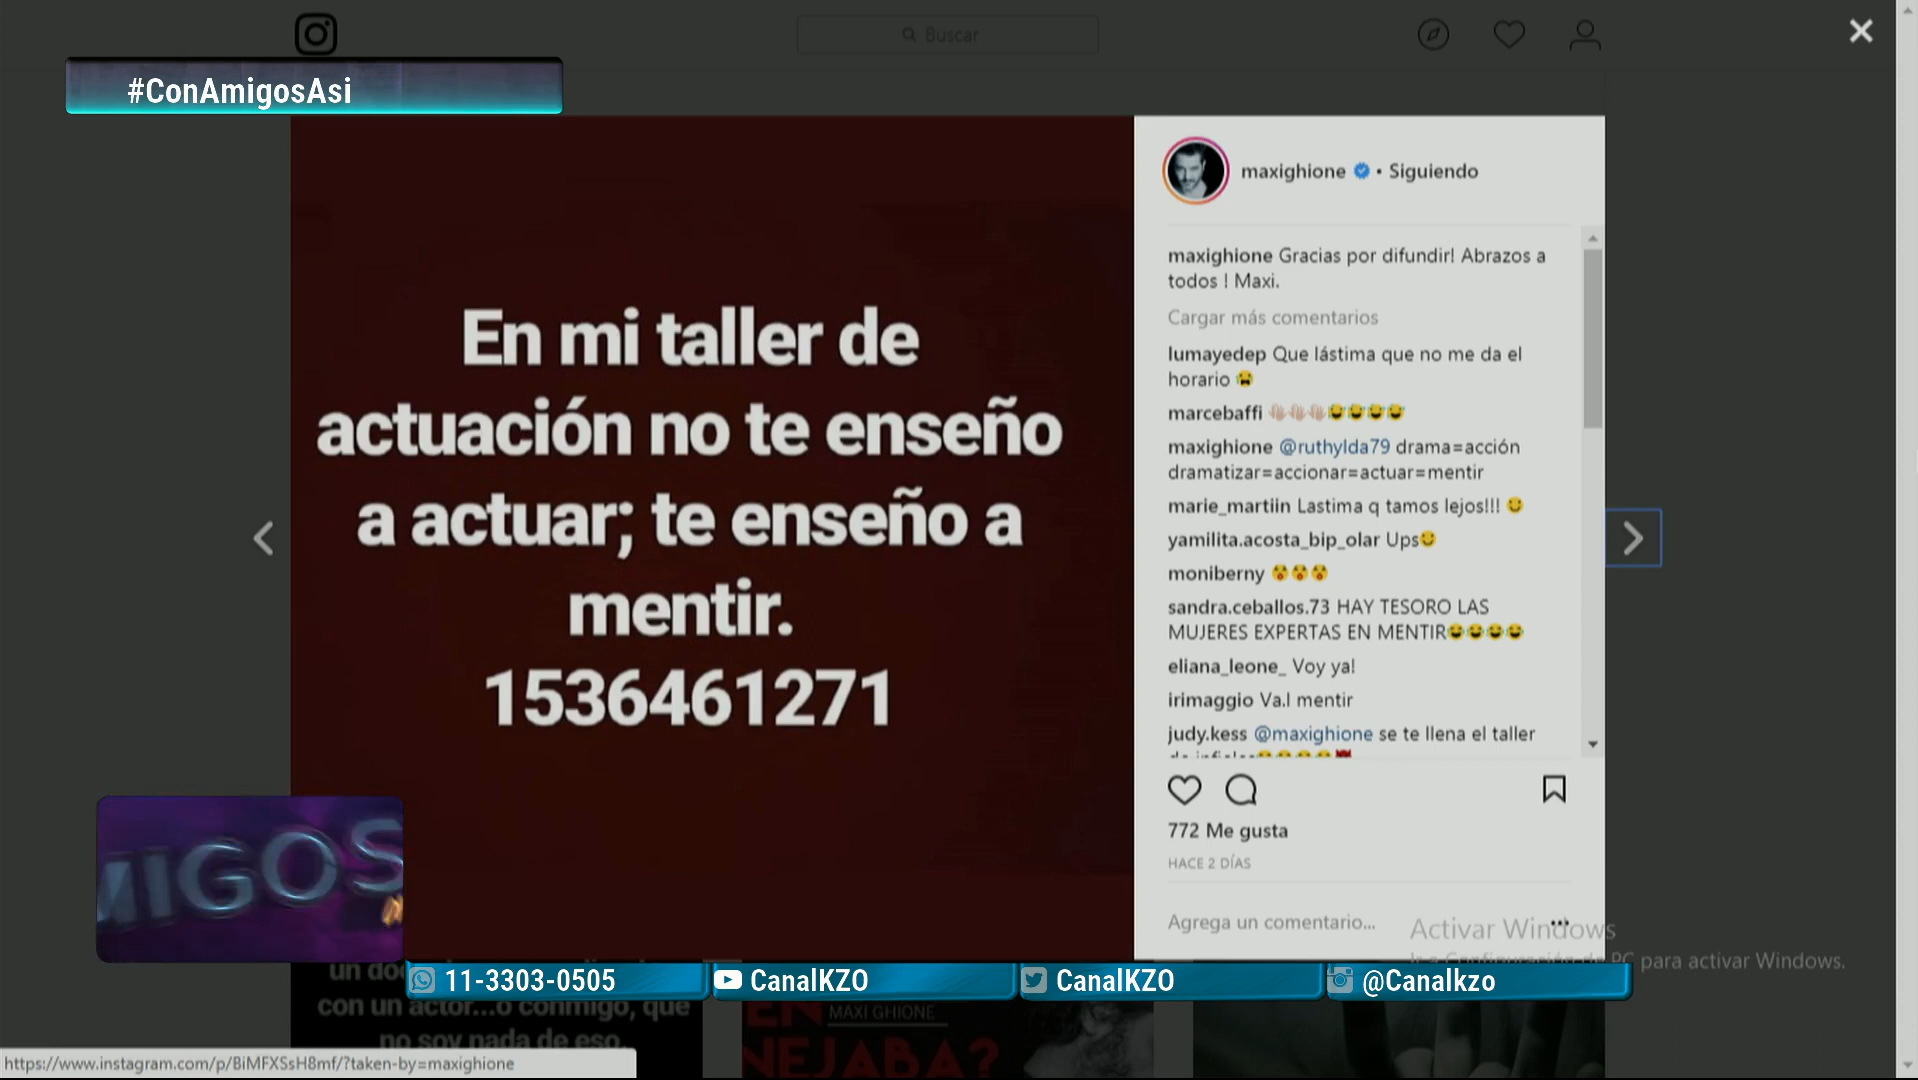 Buscar
#ConAmigosAsi
En mi taller de
actuación no te enseño
a actuar; te enseño a
mentir.
1536461271
maxighione • Siguiendo
maxighione Gracias por difundir! Abrazos a
todos ! Maxi.
Cargar más comentarios
lumayedep Que lástima que no me da el
horario
marcebaffi
maxighione @ruthylda79 drama=acción
dramatizar=accionar=actuar=mentir
marie_martiin Lastima q tamos lejos!!!
yamilita.acosta_bip_olar Ups
moniberny
sandra.ceballos.73 HAY TESORO LAS
MUJERES EXPERTAS EN MENTIR
eliana_leone_ Voy ya!
irimaggio Va.l mentir
judy.kess @maxighione se te llena el taller
de infieles
772 Me gusta
HACE 2 DÍAS
Agrega un comentario...
Activar Windows
PC para activar Windows.
MIGOS
11-3303-0505
CanalKZO
CanalKZO
@Canalkzo
un
con un actor...o conmigo, que
no soy nada de eso.
EN
MAXI GHIONE
NEJABA?
https://www.instagram.com/p/BiMFXSsH8mf/?taken-by=maxighione